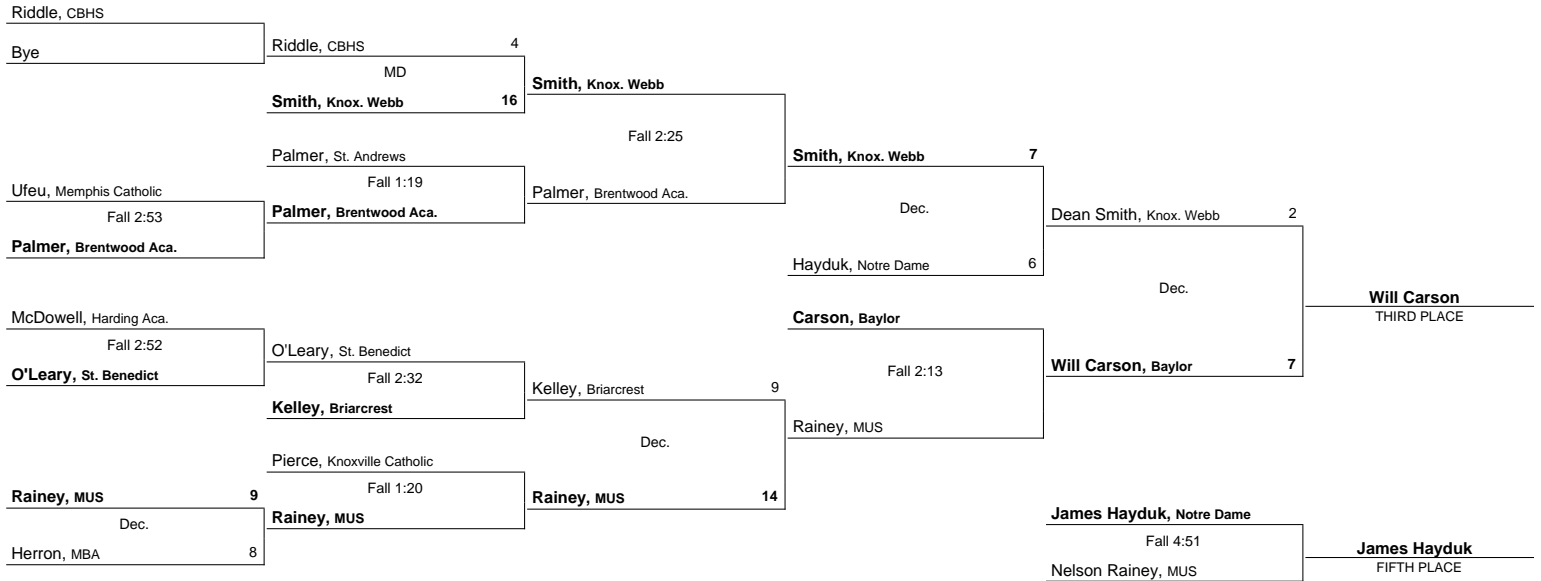 Riddle, CBHS
Bye
Riddle, CBHS 4
MD
Smith, Knox. Webb 16
Smith, Knox. Webb
Fall 2:25
Palmer, St. Andrews
Fall 1:19
Palmer, Brentwood Aca.
Ufeu, Memphis Catholic
Fall 2:53
Palmer, Brentwood Aca.
Palmer, Brentwood Aca.
Smith, Knox. Webb 7
Dec.
Hayduk, Notre Dame 6
Dean Smith, Knox. Webb 2
Dec.
Will Carson
THIRD PLACE
McDowell, Harding Aca.
Fall 2:52
O'Leary, St. Benedict
O'Leary, St. Benedict
Fall 2:32
Kelley, Briarcrest
Kelley, Briarcrest 9
Dec.
Carson, Baylor
Fall 2:13
Rainey, MUS
Will Carson, Baylor 7
Pierce, Knoxville Catholic
Fall 1:20
Rainey, MUS
Rainey, MUS 14
Rainey, MUS 9
Dec.
Herron, MBA 8
James Hayduk, Notre Dame
Fall 4:51
Nelson Rainey, MUS
James Hayduk
FIFTH PLACE